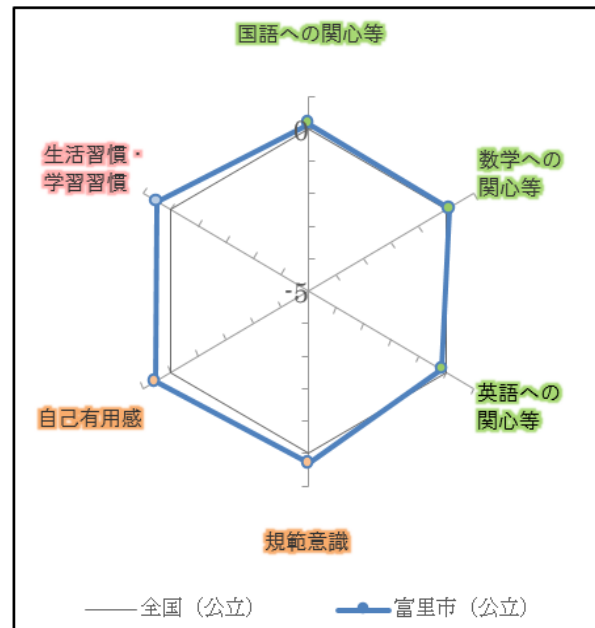 国語への関心等
0
生活習慣・
学習習慣
数学への
関心等
-5
自己有用感
英語への
関心等
規範意識
全国（公立）
富里市（公立）